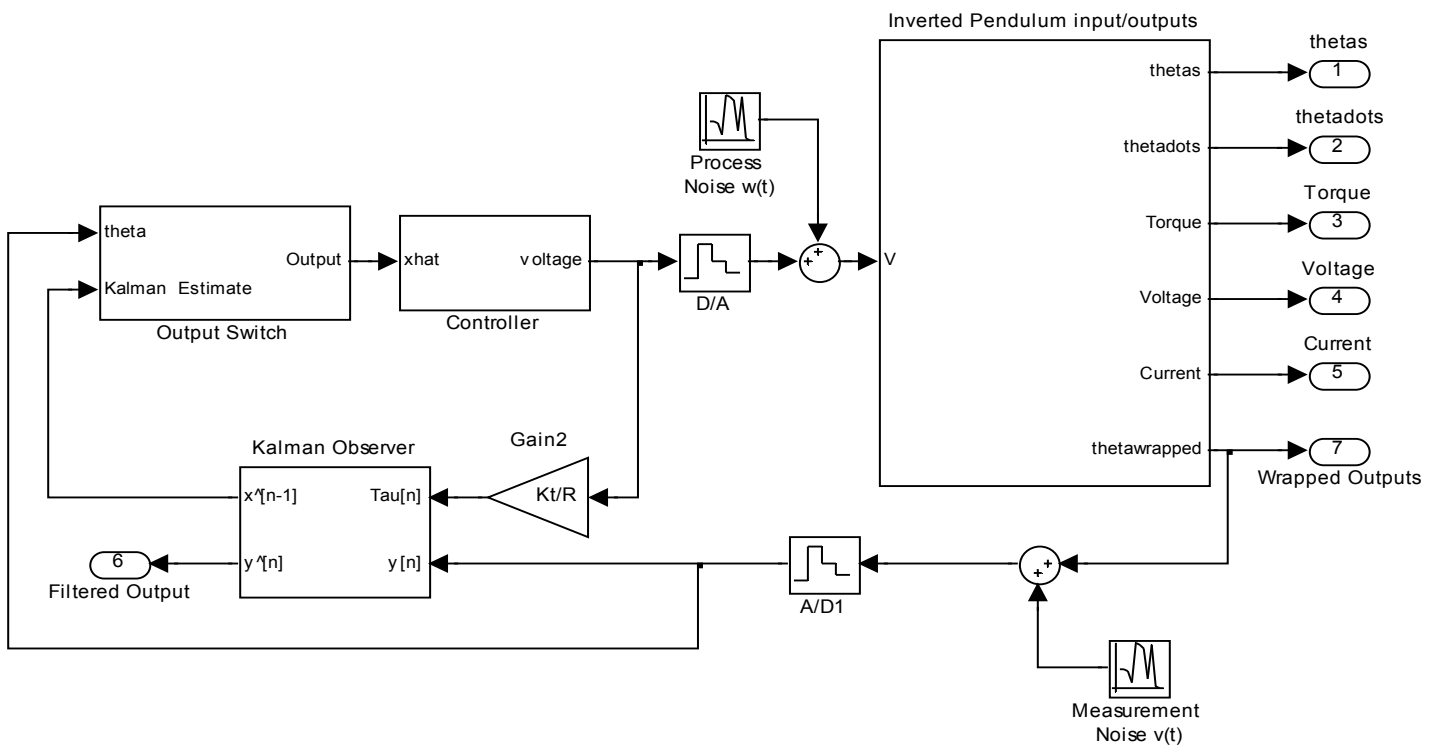 Inverted Pendulum input/outputs
thetas
thetas
1
thetadots
thetadots
2
Process
Noise w(t)
Torque
Torque
3
theta
Output
Kalman Estimate
Output Switch
xhat
voltage
Controller
D/A
+
+
V
Voltage
Voltage
4
Current
Current
5
thetawrapped
7
Wrapped Outputs
Kalman Observer
Gain2
x^[n-1]
Tau[n]
Kt/R
y^[n]
y[n]
6
Filtered Output
A/D1
+
+
Measurement
Noise v(t)